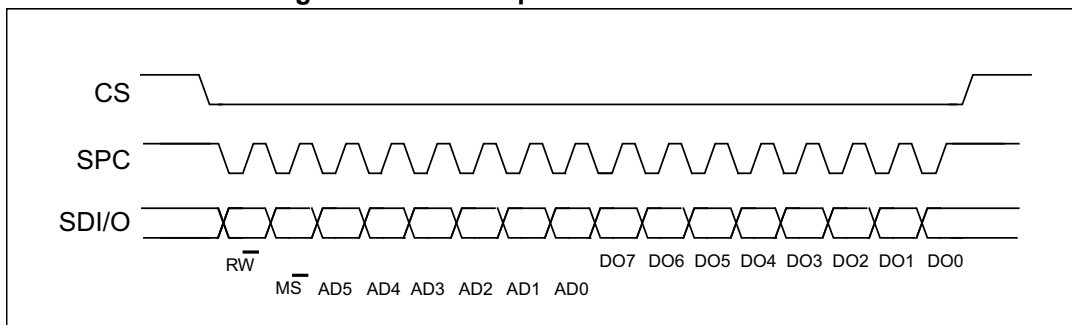 CS
SPC
SDI/O
RW̅
DO7 DO6 DO5 DO4 DO3 DO2 DO1 DO0
MS̅ AD5 AD4 AD3 AD2 AD1 AD0